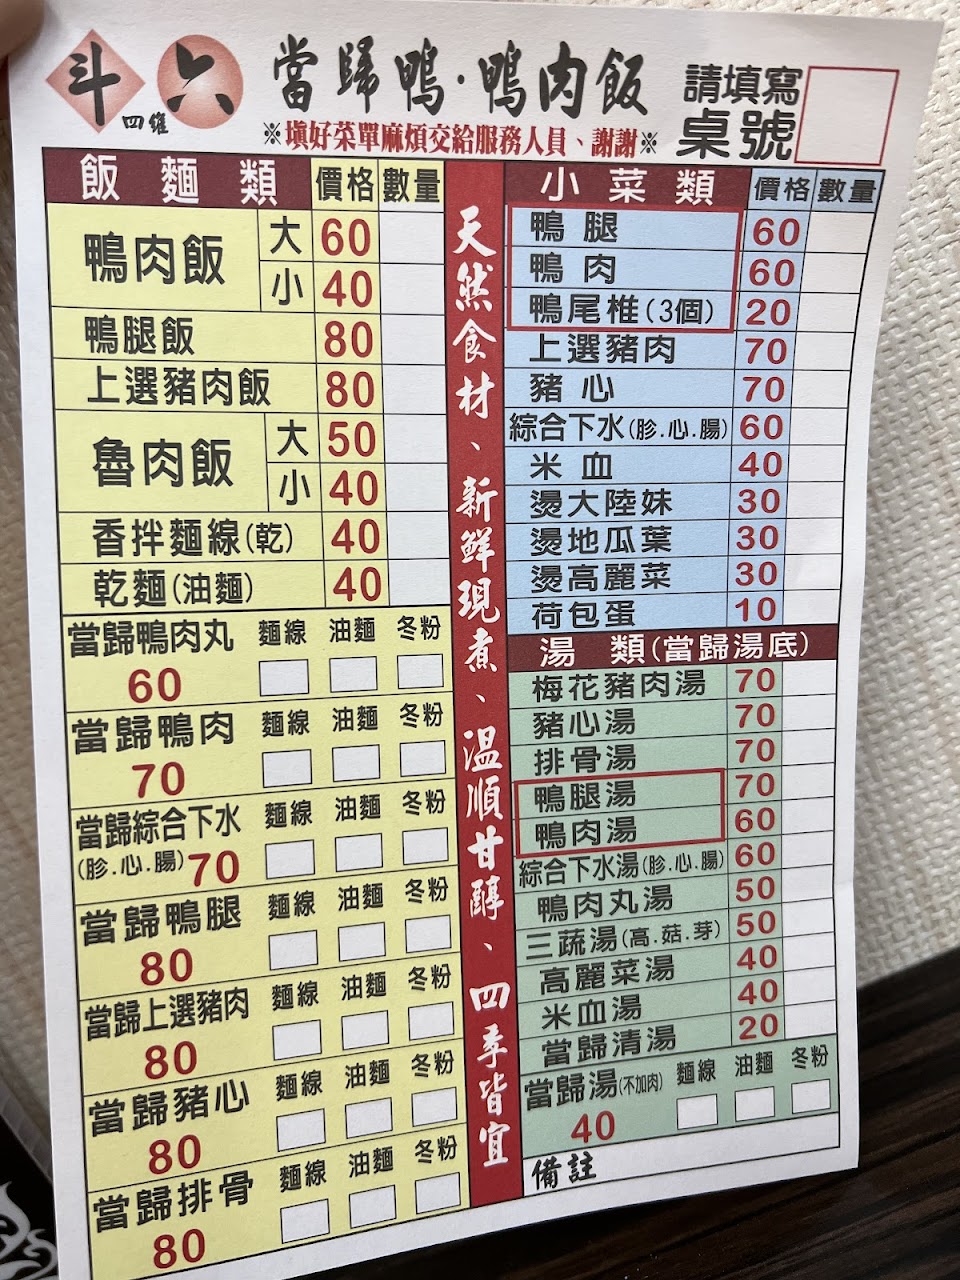 斗六
四維
當歸鴨.鴨肉飯
※填好菜單麻煩交給服務人員、謝謝※
請填寫
桌號
飯麵類 價格 數量
鴨肉飯 大 60
小 40
鴨腿飯 80
上選豬肉飯 80
魯肉飯 大 50
小 40
香拌麵線(乾) 40
乾麵(油麵) 40
當歸鴨肉丸 麵線 油麵 冬粉
60
當歸鴨肉 麵線 油麵 冬粉
70
當歸綜合下水 麵線 油麵 冬粉
(胗.心.腸) 70
當歸鴨腿 麵線 油麵 冬粉
80
當歸上選豬肉 麵線 油麵 冬粉
80
當歸豬心 麵線 油麵 冬粉
80
當歸排骨 麵線 油麵 冬粉
80
天然食材、新鮮現煮、溫順甘醇、四季皆宜
小菜類 價格 數量
鴨腿 60
鴨肉 60
鴨尾椎(3個) 20
上選豬肉 70
豬心 70
綜合下水(胗.心.腸) 60
米血 40
燙大陸妹 30
燙地瓜葉 30
燙高麗菜 30
荷包蛋 10
湯類(當歸湯底)
梅花豬肉湯 70
豬心湯 70
排骨湯 70
鴨腿湯 70
鴨肉湯 60
綜合下水湯(胗.心.腸) 60
鴨肉丸湯 50
三蔬湯(高.菇.芽) 50
高麗菜湯 40
米血湯 40
當歸清湯 20
當歸湯(不加肉) 麵線 油麵 冬粉
40
備註